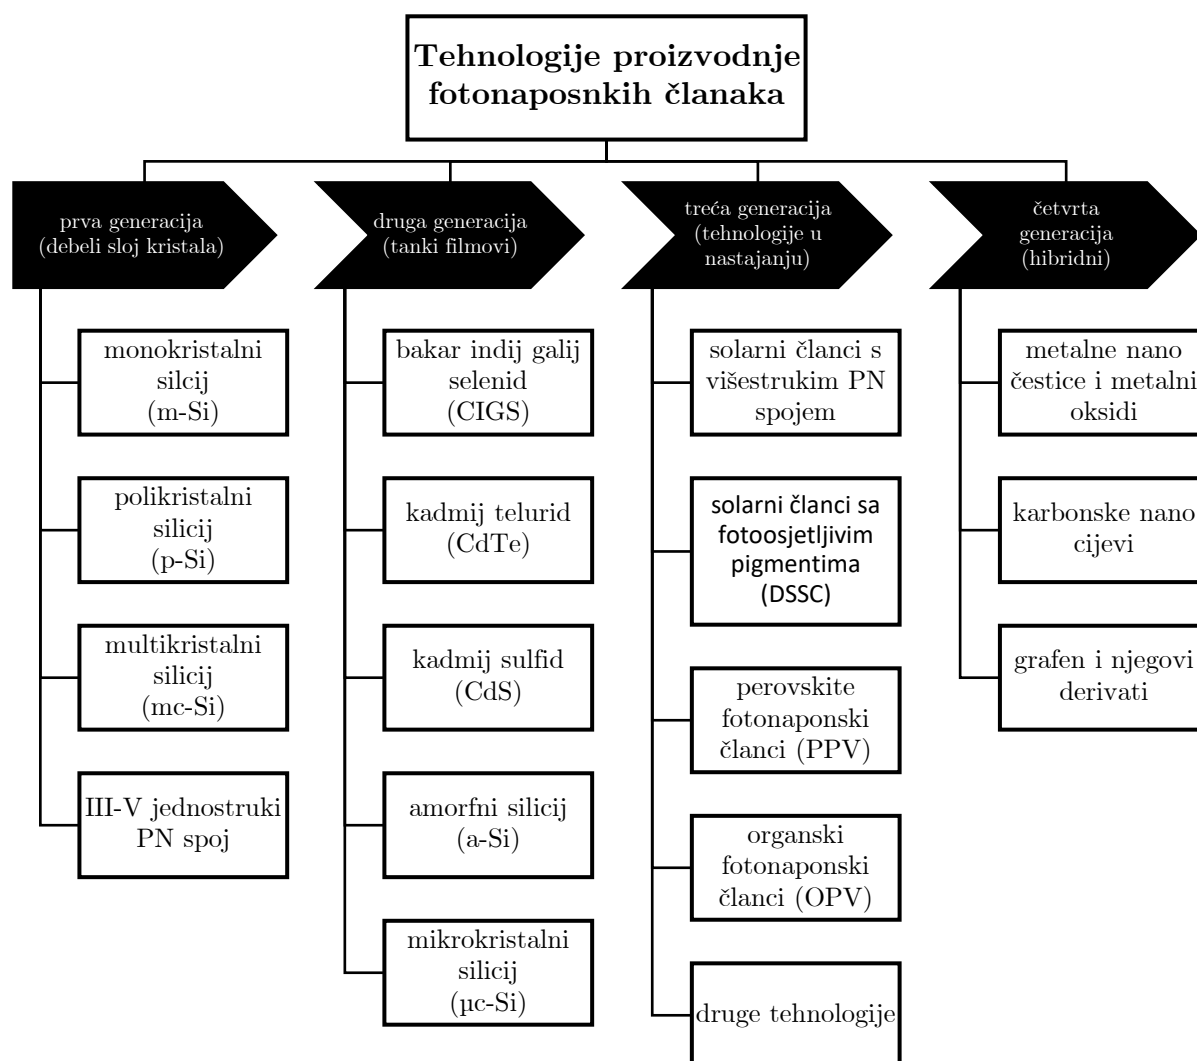 Tehnologije proizvodnje
fotonaposnkih članaka
prva generacija
(debeli sloj kristala)
druga generacija
(tanki filmovi)
treća generacija
(tehnologije u
nastajanju)
četvrta
generacija
(hibridni)
monokristalni
silcij
(m-Si)
polikristalni
silicij
(p-Si)
multikristalni
silicij
(mc-Si)
III-V jednostruki
PN spoj
bakar indij galij
selenid
(CIGS)
kadmij telurid
(CdTe)
kadmij sulfid
(CdS)
amorfni silicij
(a-Si)
mikrokristalni
silicij
(µc-Si)
solarni članci s
višestrukim PN
spojem
solarni članci sa
fotoosjetljivim
pigmentima
(DSSC)
perovskite
fotonaponski
članci (PPV)
organski
fotonaponski
članci (OPV)
druge tehnologije
metalne nano
čestice i metalni
oksidi
karbonske nano
cijevi
grafen i njegovi
derivati